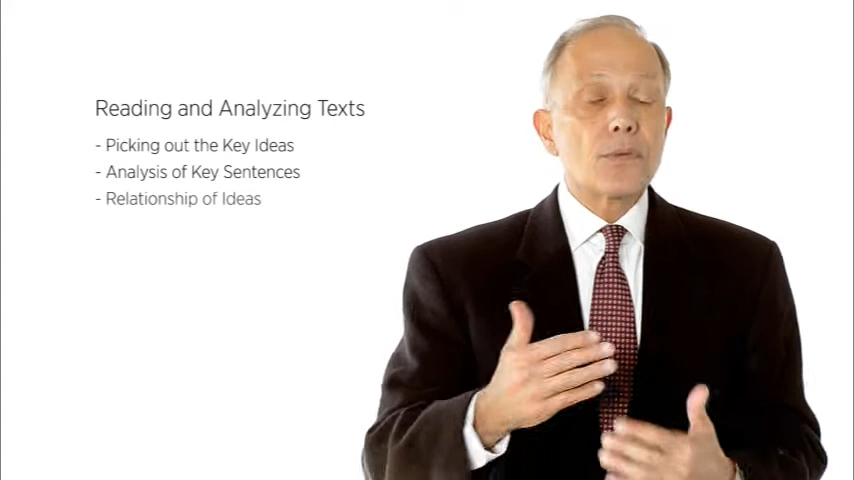 Reading and Analyzing Texts
- Picking out the Key Ideas
- Analysis of Key Sentences
- Relationship of Ideas